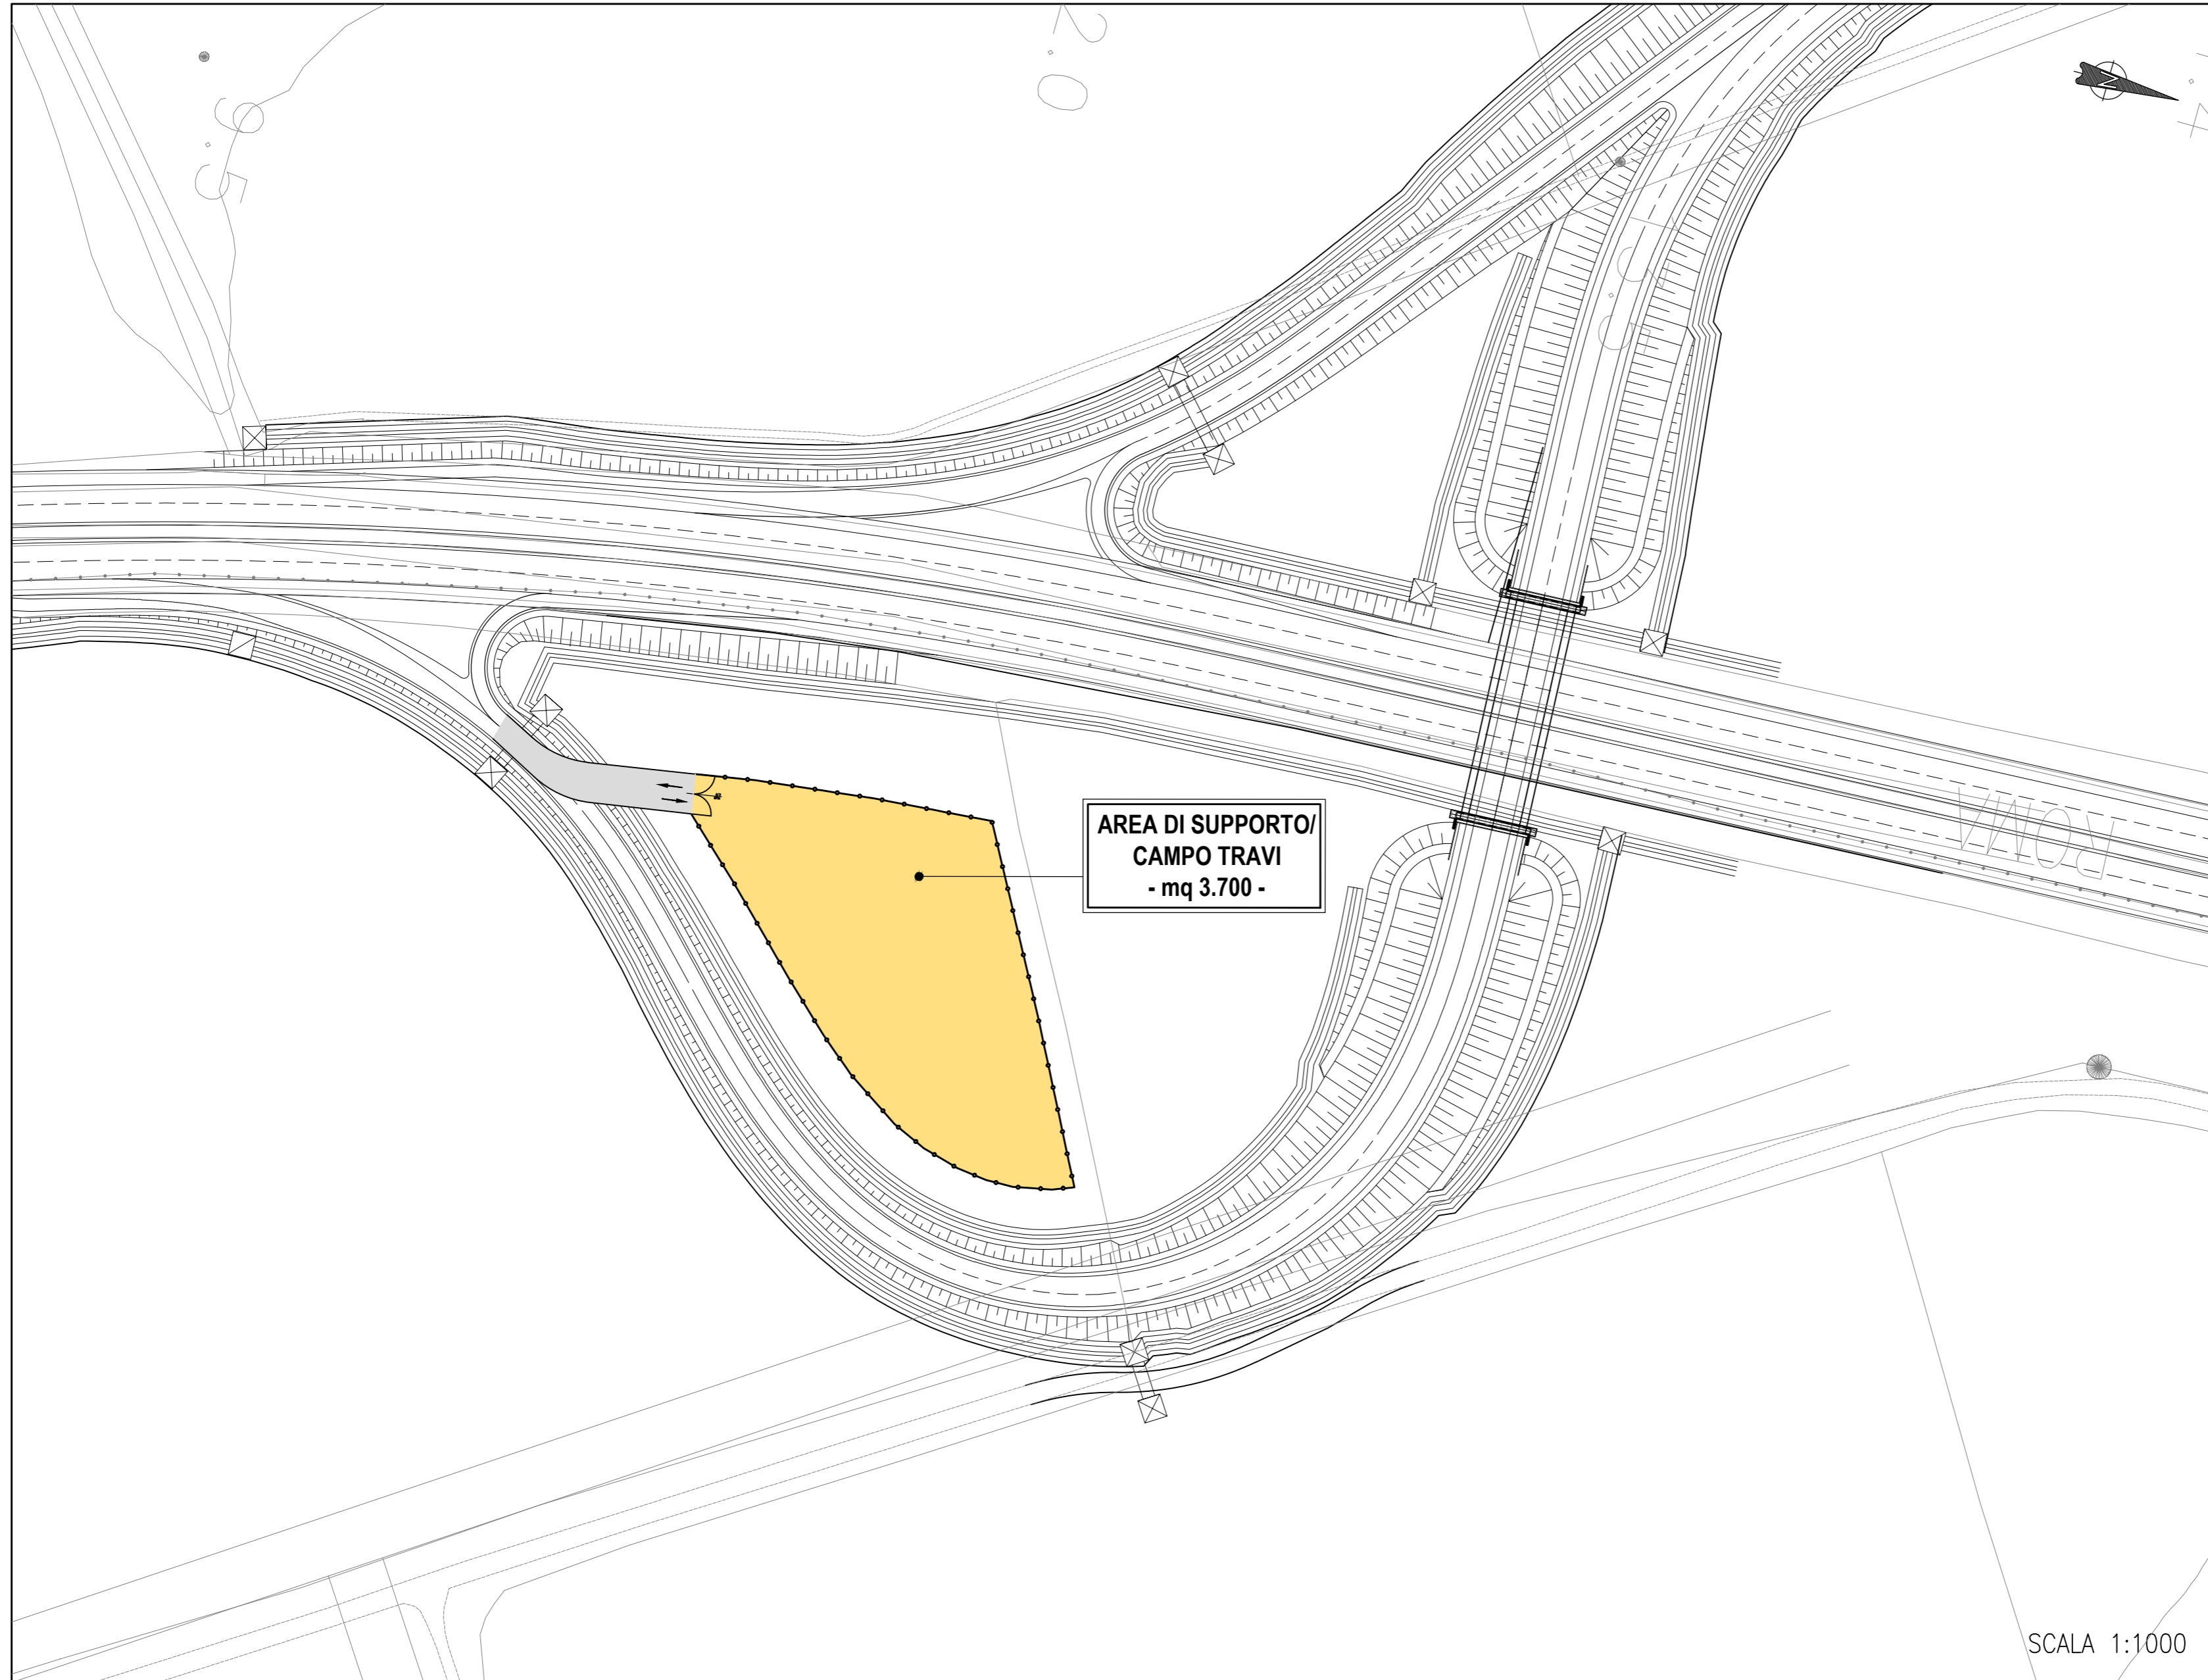 N
AREA DI SUPPORTO/
CAMPO TRAVI
- mq 3.700 -
SCALA 1:1000